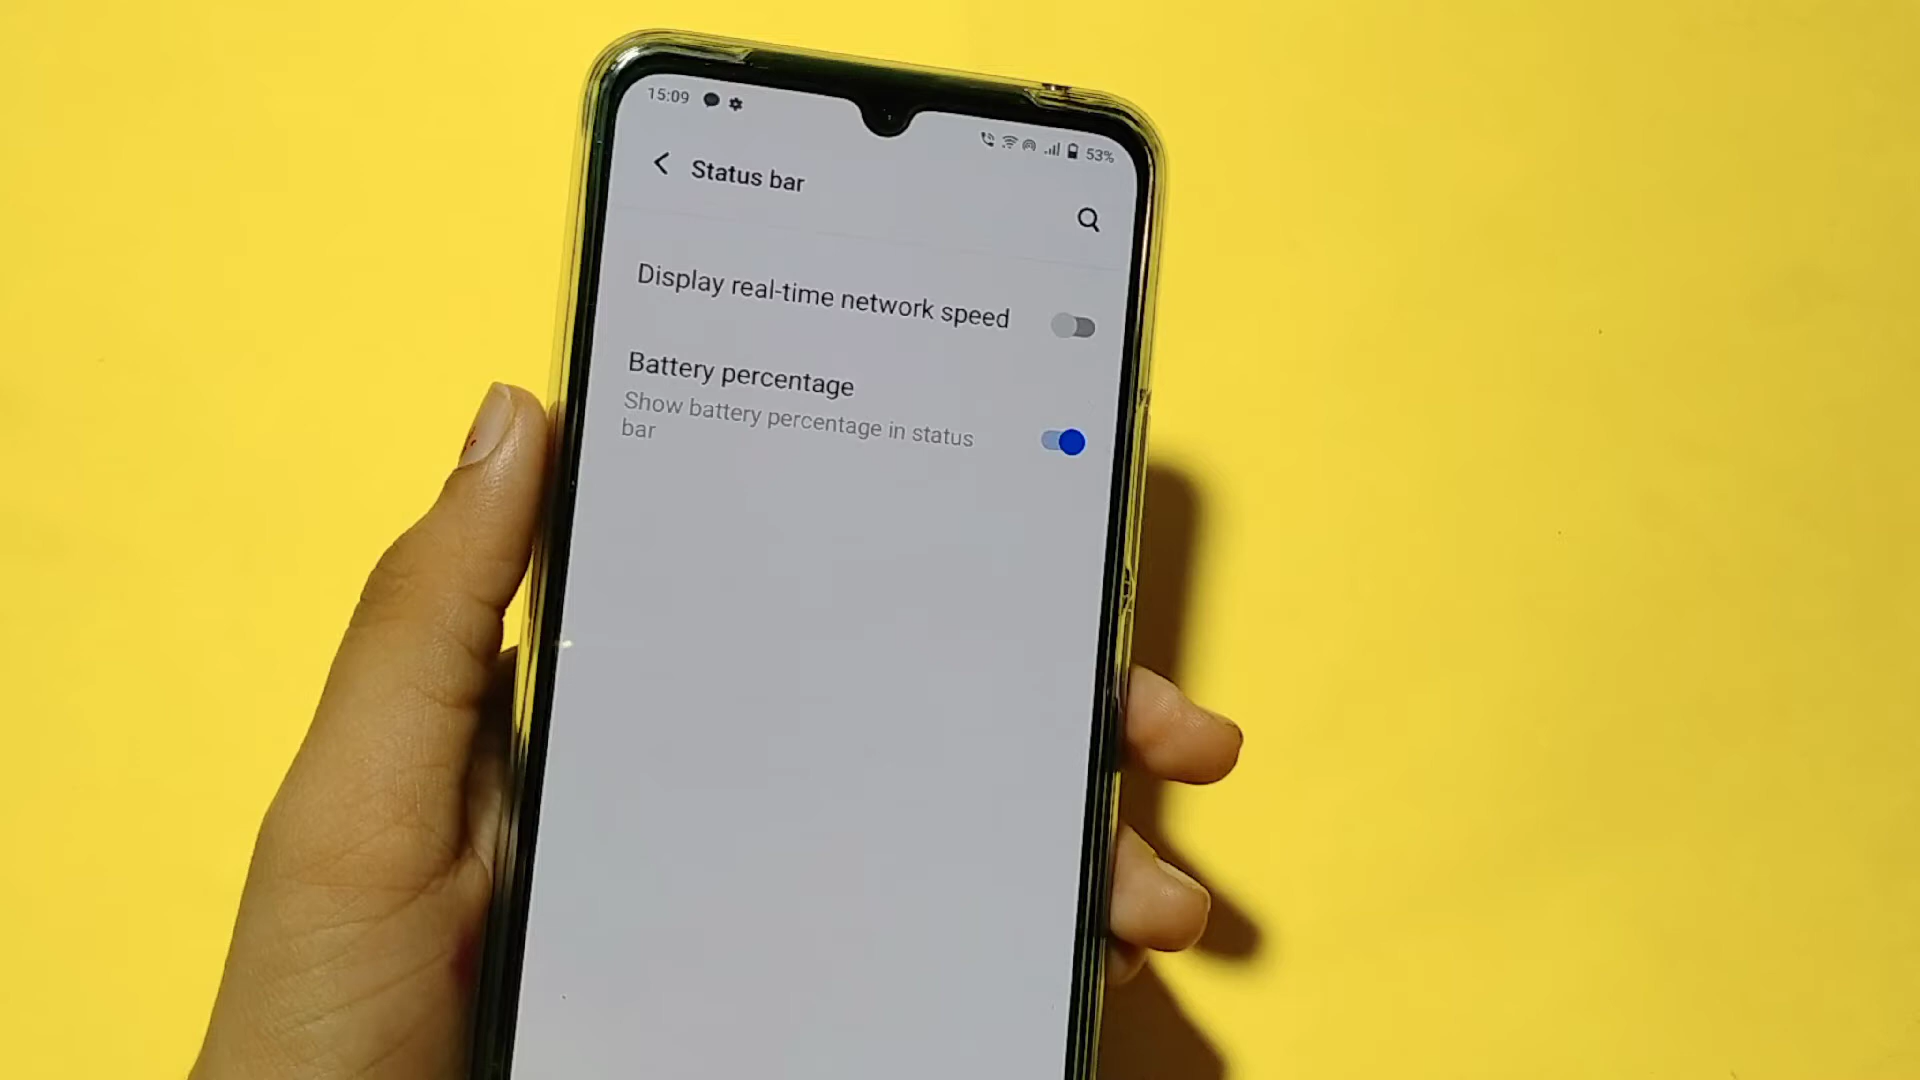 15:09
53%
Status bar
Display real-time network speed
Battery percentage
Show battery percentage in status
bar